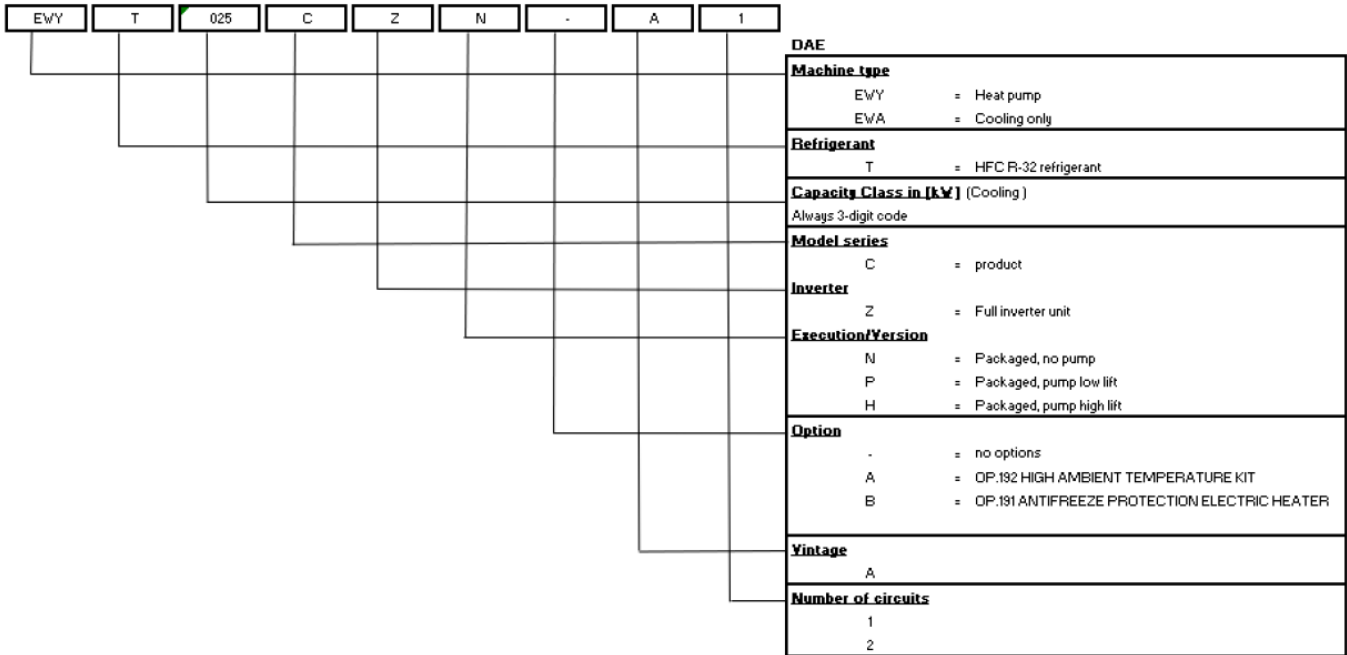 EWY T 025 C Z N - A 1
DAE
Machine type
EWY = Heat pump
EWA = Cooling only
Refrigerant
T = HFC R-32 refrigerant
Capacity Class in [kW] (Cooling)
Always 3-digit code
Model series
C = product
Inverter
Z = Full inverter unit
Execution/Version
N = Packaged, no pump
P = Packaged, pump low lift
H = Packaged, pump high lift
Option
- = no options
A = OP.192 HIGH AMBIENT TEMPERATURE KIT
B = OP.191 ANTIFREEZE PROTECTION ELECTRIC HEATER
Vintage
A
Number of circuits
1
2